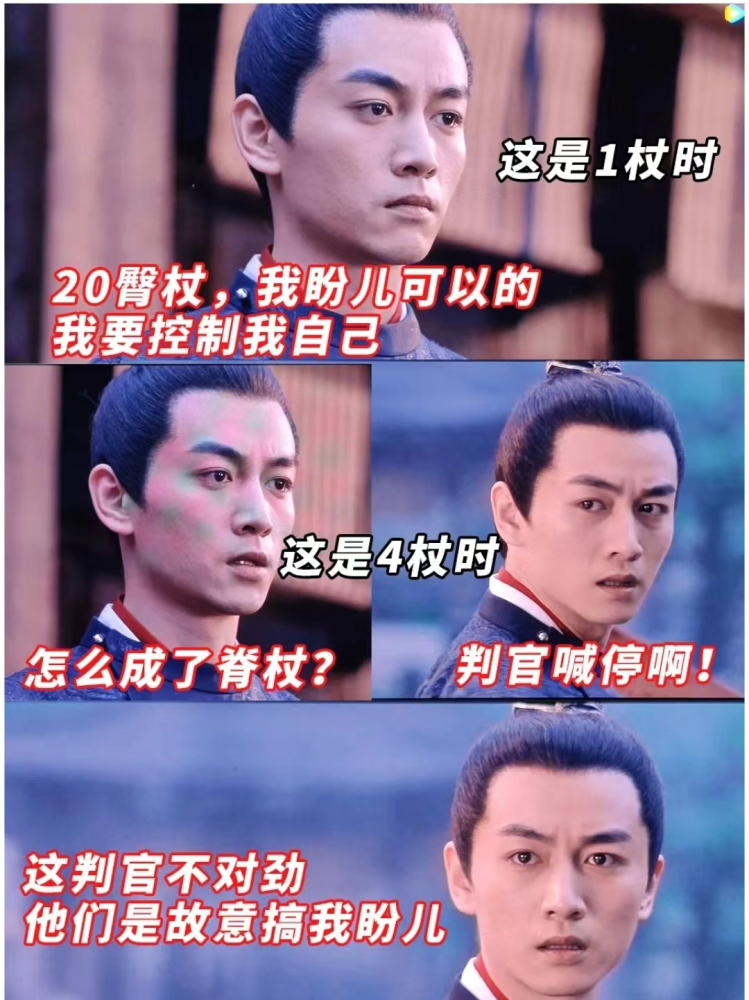 这是1杖时
20臀杖，我盼儿可以的
我要控制我自己
这是4杖时
怎么成了脊杖？
判官喊停啊！
这判官不对劲
他们是故意搞我盼儿